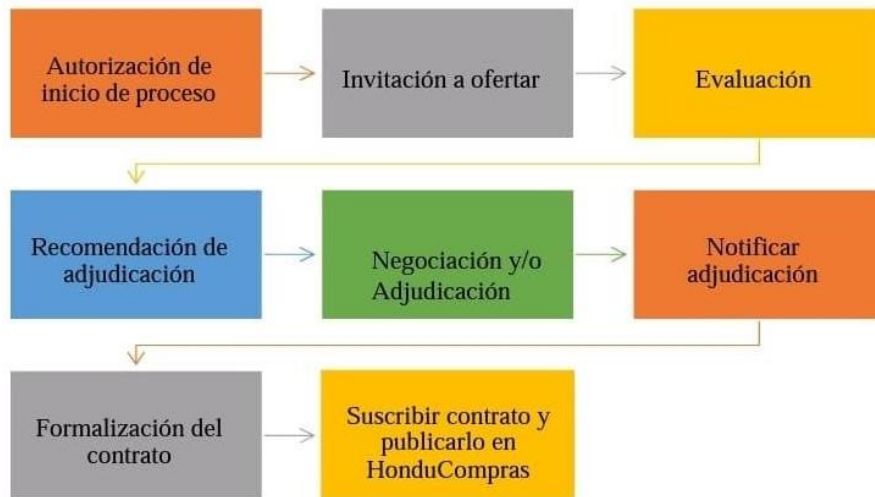 Autorización de
inicio de proceso
Invitación a ofertar
Evaluación
Recomendación de
adjudicación
Negociación y/o
Adjudicación
Notificar
adjudicación
Formalización del
contrato
Suscribir contrato y
publicarlo en
HonduCompras